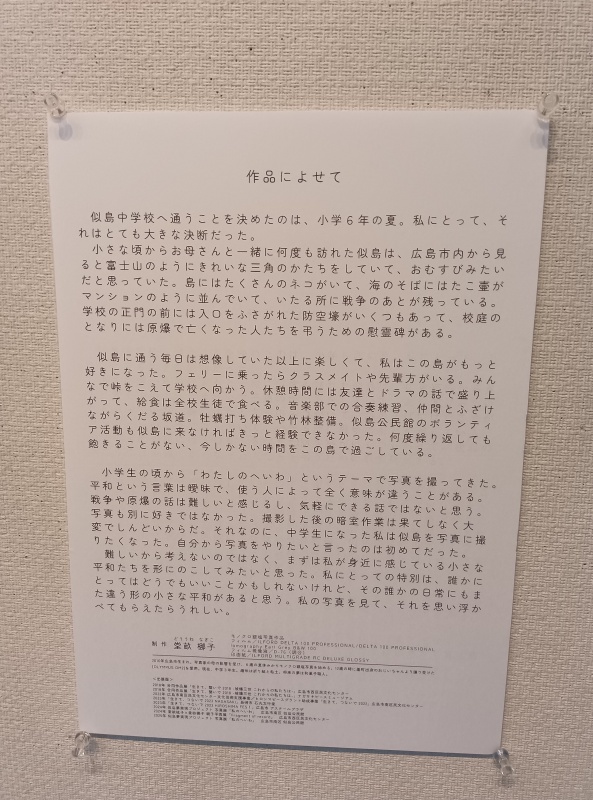 作品によせて
似島中学校へ通うことを決めたのは、小学６年の夏。私にとって、そ
れはとても大きな決断だった。
小さな頃からお母さんと一緒に何度も訪れた似島は、広島市内から見
ると富士山のようにきれいな三角のかたちをしていて、おむすびみたい
だと思っていた。島にはたくさんのネコがいて、海のそばにはたこ壷が
マンションのように並んでいて、いたる所に戦争のあとが残っている。
学校の正門の前には入口をふさがれた防空壕がいくつもあって、校庭の
となりには原爆で亡くなった人たちを弔うための慰霊碑がある。
似島に通う毎日は想像していた以上に楽しくて、私はこの島がもっと
好きになった。フェリーに乗ったらクラスメイトや先輩方がいる。みん
なで峠をこえて学校へ向かう。休憩時間には友達とドラマの話で盛り上
がって、給食は全校生徒で食べる。音楽部での合奏練習、仲間とふざけ
ながらくだる坂道。牡蠣打ち体験や竹林整備。似島公民館のボランティ
ア活動も似島に来なければきっと経験できなかった。何度繰り返しても
飽きることがない、今しかない時間をこの島で過ごしている。
小学生の頃から「わたしのへいわ」というテーマで写真を撮ってきた。
平和という言葉は曖昧で、使う人によって全く意味が違うことがある。
戦争や原爆の話は難しいと感じるし、気軽にできる話ではないと思う。
写真も別に好きではなかった。撮影した後の暗室作業は果てしなく大
変でしんどいからだ。それなのに、中学生になった私は似島を写真に撮
りたくなった。自分から写真をやりたいと言ったのは初めてだった。
難しいから考えないのではなく、まずは私が身近に感じている小さな
平和たちを形にのこしてみたいと思った。私にとっての特別は、誰かに
とってはどうでもいいことかもしれないけれど、その誰かの日常にもま
た違う形の小さな平和があると思う。私の写真を見て、それを思い浮か
べてもらえたらうれしい。
制作 堂畝 櫛子
モノクロ銀塩写真作品
フィルム／ILFORD DELTA 100 PROFESSIONAL/DELTA 100 PROFESSIONAL